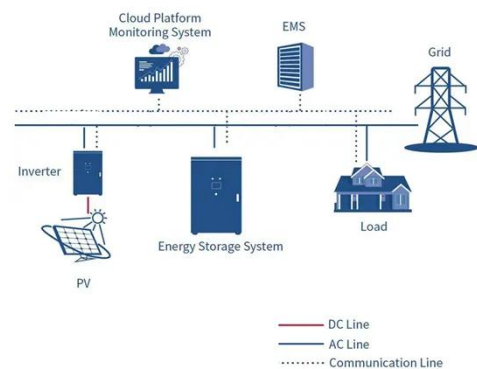 Cloud Platform
Monitoring System
EMS
Grid
Inverter
Energy Storage System
Load
PV
DC Line
AC Line
Communication Line